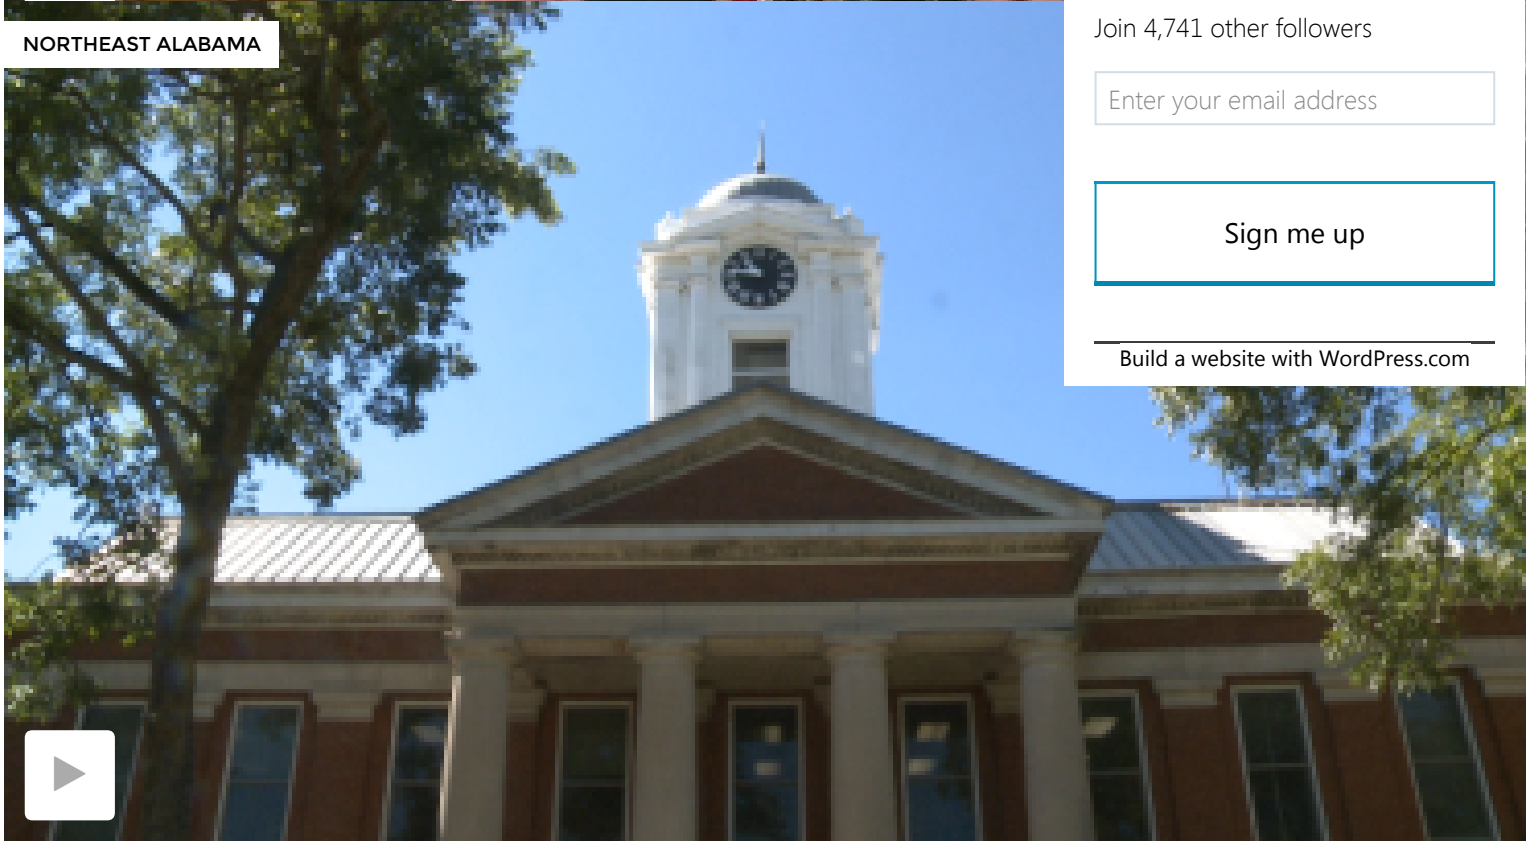 NORTHEAST ALABAMA
Join 4,741 other followers
Enter your email address
Sign me up
Build a website with WordPress.com